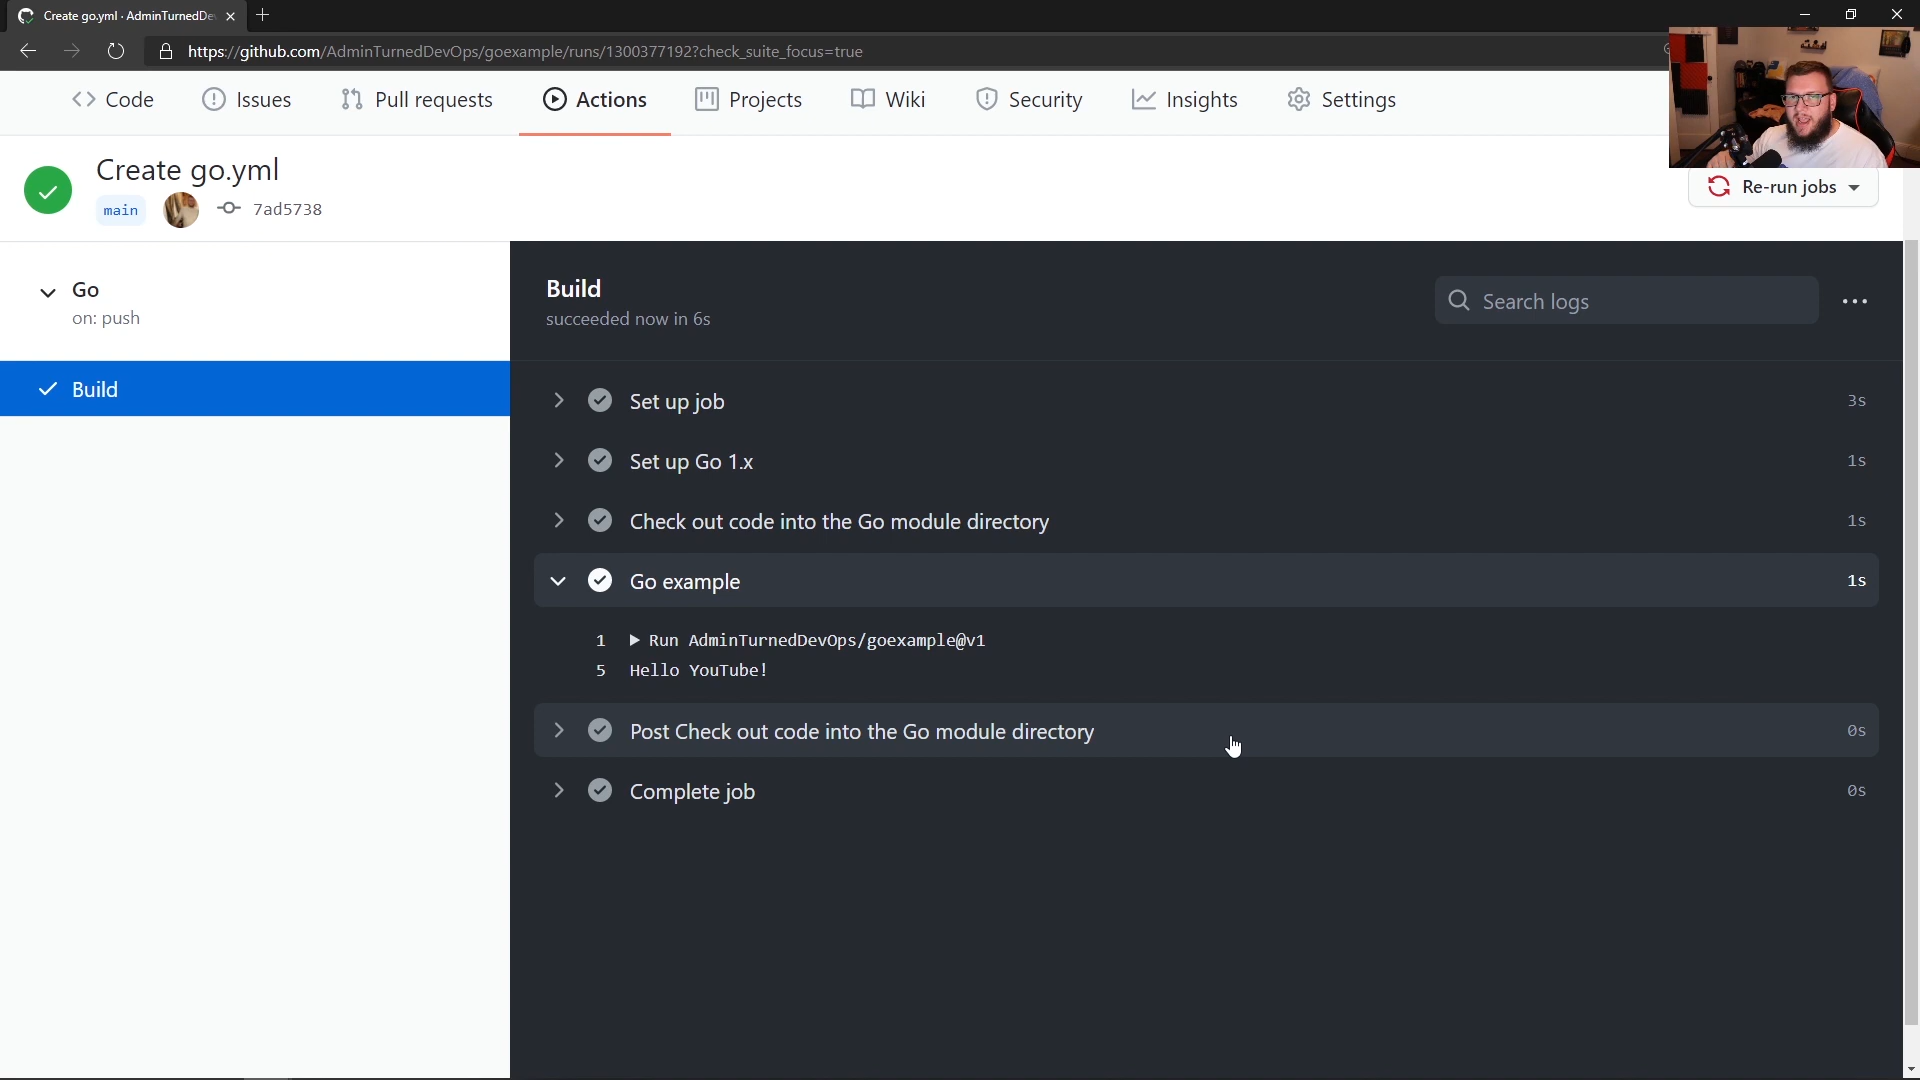 Create go.yml · AdminTurnedDe
https://github.com/AdminTurnedDevOps/goexample/runs/1300377192?check_suite_focus=true
Code Issues Pull requests Actions Projects Wiki Security Insights Settings
Create go.yml
main 7ad5738
Re-run jobs
Go
on: push
Build
Build
succeeded now in 6s
Search logs
Set up job 3s
Set up Go 1.x 1s
Check out code into the Go module directory 1s
Go example 1s
1 Run AdminTurnedDevOps/goexample@v1
5 Hello YouTube!
Post Check out code into the Go module directory 0s
Complete job 0s